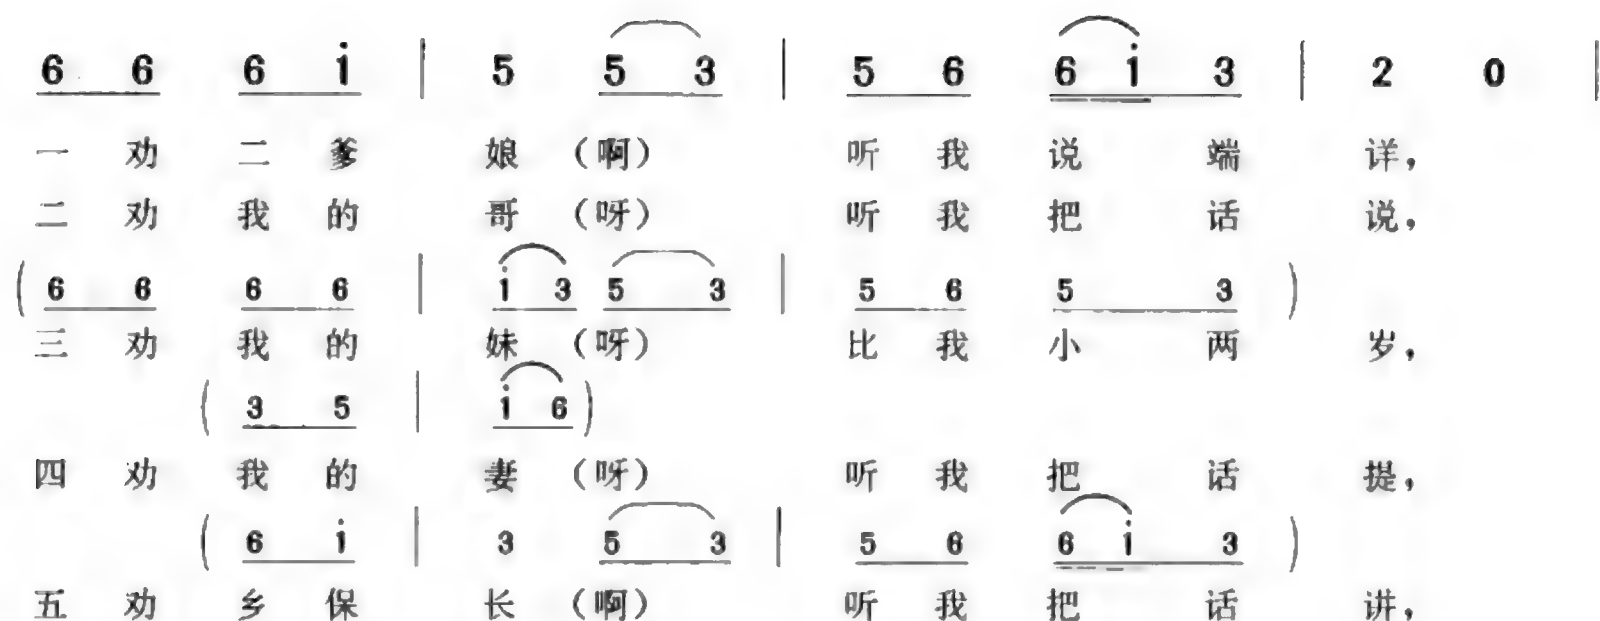 6 6 6 i | 5 5 3 | 5 6 6 i 3 | 2 0 |
一 劝 二 爹 娘 (啊) 听 我 说 端 详,
二 劝 我 的 哥 (呀) 听 我 把 话 说,
( 6 6 6 6 | i 3 5 3 | 5 6 5 3 )
三 劝 我 的 妹 (呀) 比 我 小 两 岁,
( 3 5 | i 6 )
四 劝 我 的 妻 (呀) 听 我 把 话 提,
( 6 i | 3 5 3 | 5 6 6 i 3 )
五 劝 乡 保 长 (啊) 听 我 把 话 讲,